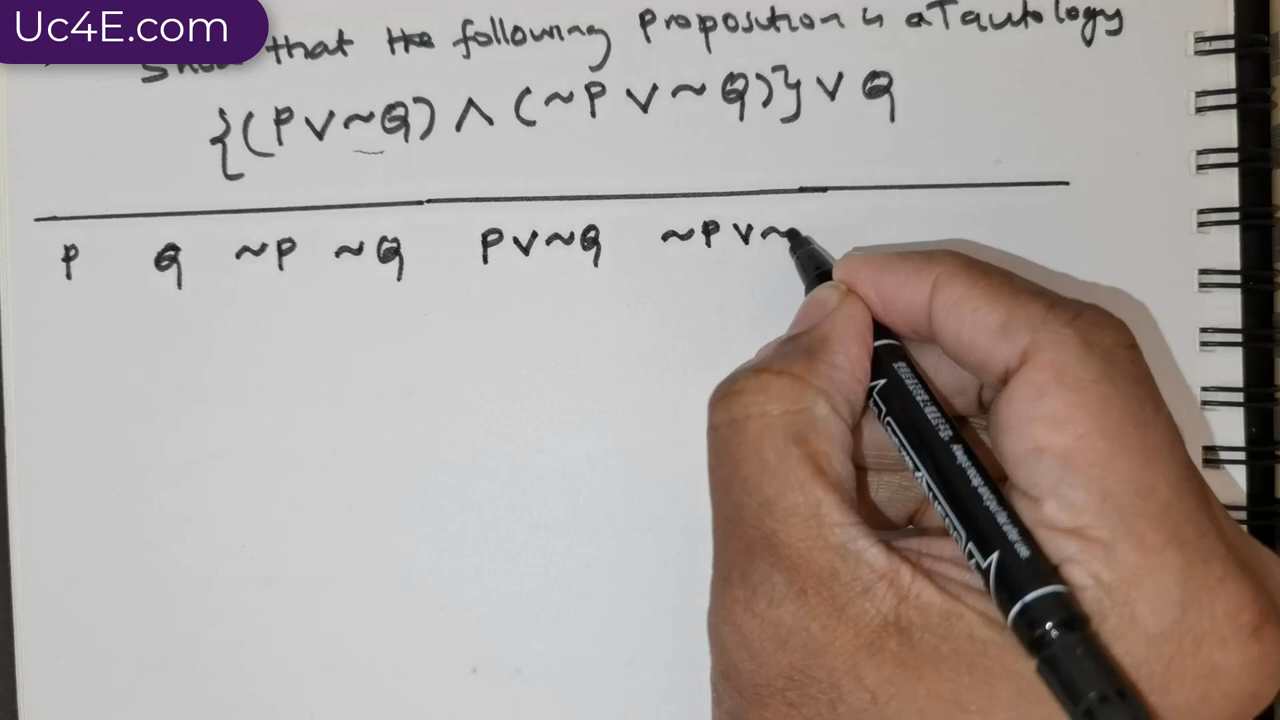 Uc4E.com
that the following Proposition is a Tautology
{(P∨~Q) ∧ (~P ∨ ~Q)} ∨ Q
P Q ~P ~Q P∨~Q ~P∨~